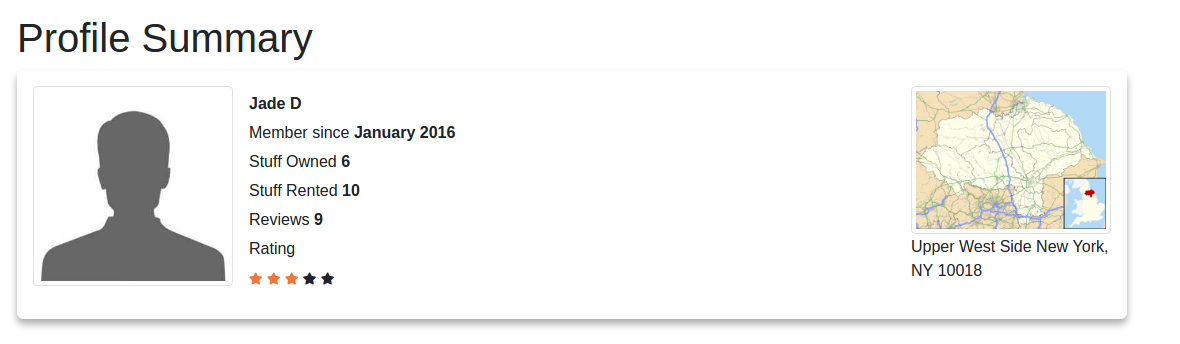 Profile Summary
Jade D
Member since January 2016
Stuff Owned 6
Stuff Rented 10
Reviews 9
Rating
Upper West Side New York,
NY 10018